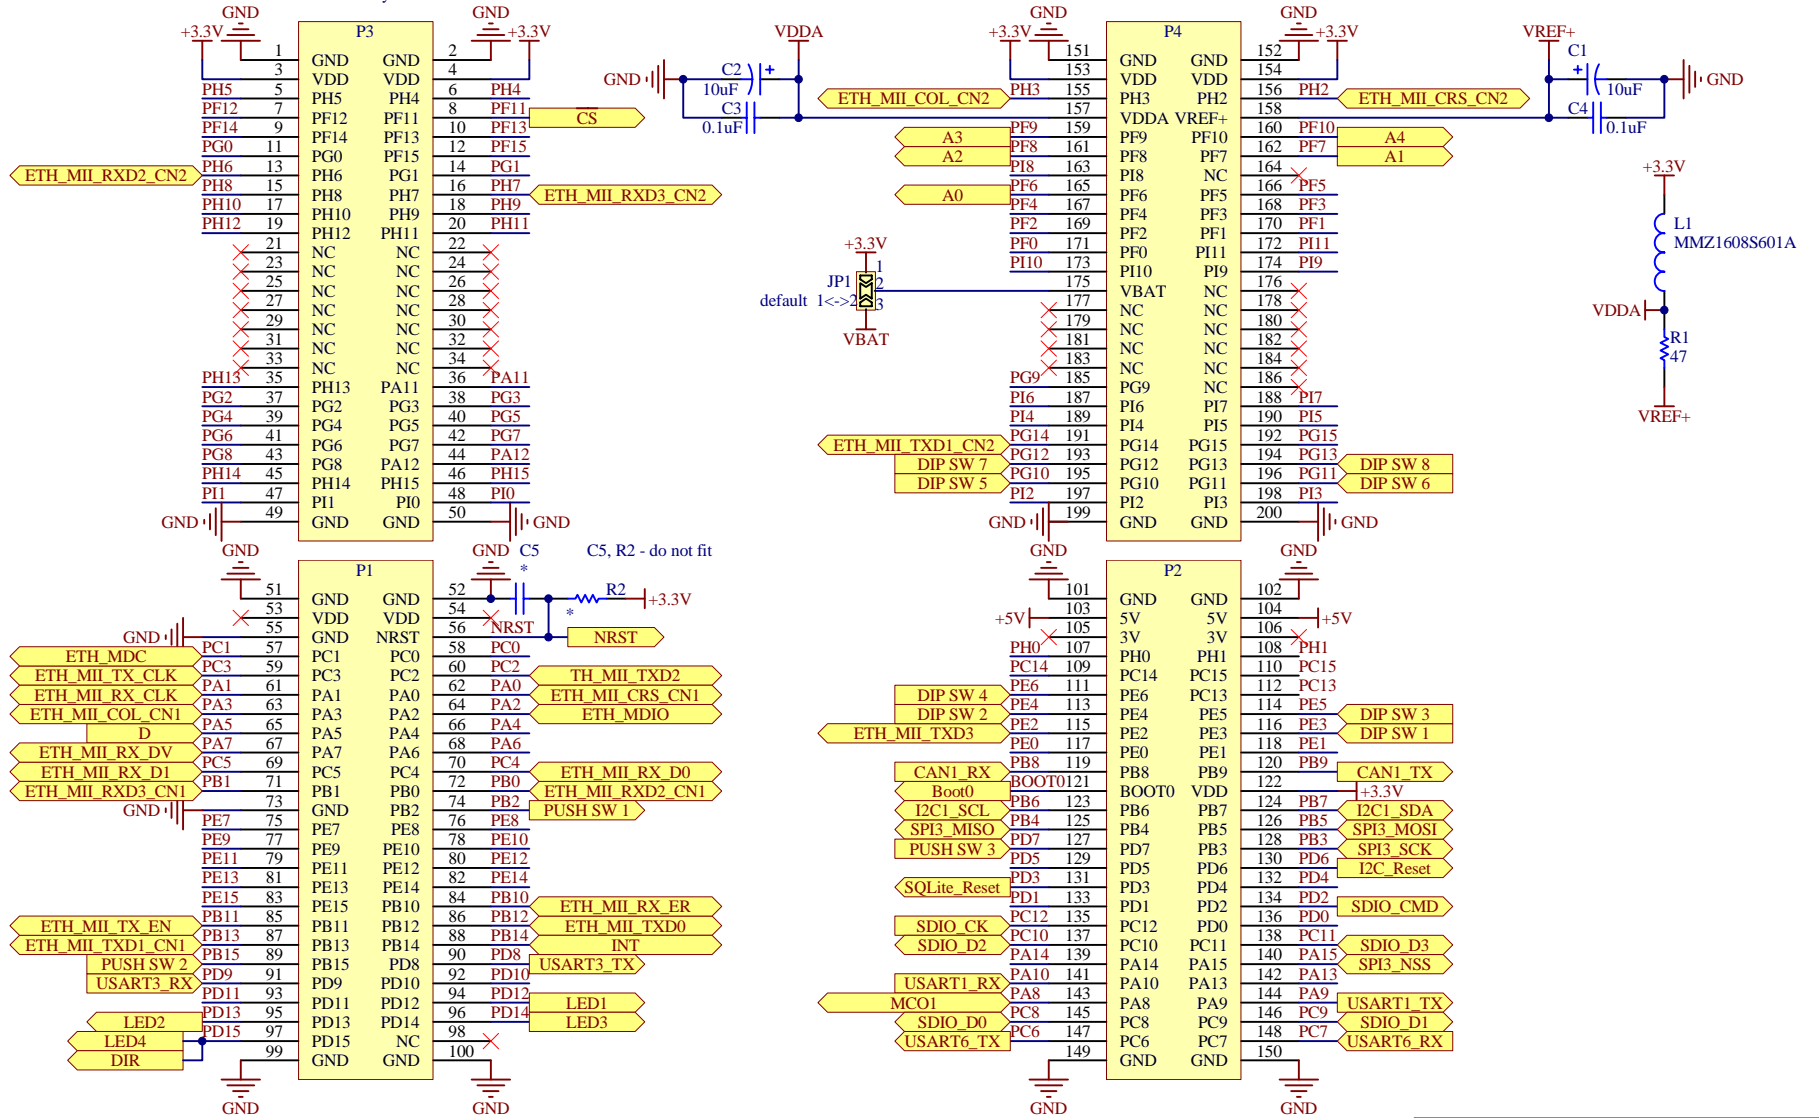 GND GND GND GND
P3 P4
+3.3V +3.3V VDDA +3.3V +3.3V VREF+
1 GND GND 2
3 VDD VDD 4
PH5 5 PH5 PH4 6 PH4
PF12 7 PF12 PF11 8 PF11 CS
PF14 9 PF14 PF13 10 PF13
PG0 11 PG0 PF15 12 PF15
ETH_MII_RXD2_CN2 PH6 13 PH6 PG1 14 PG1
PH8 15 PH8 PH7 16 PH7 ETH_MII_RXD3_CN2
PH10 17 PH10 PH9 18 PH9
PH12 19 PH12 PH11 20 PH11
21 NC NC 22
23 NC NC 24
25 NC NC 26
27 NC NC 28
29 NC NC 30
31 NC NC 32
33 NC NC 34
PH13 35 PH13 PA11 36 PA11
PG2 37 PG2 PG3 38 PG3
PG4 39 PG4 PG5 40 PG5
PG6 41 PG6 PG7 42 PG7
PG8 43 PG8 PA12 44 PA12
PH14 45 PH14 PH15 46 PH15
PI1 47 PI1 PI0 48 PI0
GND 49 GND GND 50 GND
GND C2 10uF +
C3 0.1uF
151 GND GND 152
153 VDD VDD 154
ETH_MII_COL_CN2 PH3 155 PH3 PH2 156 PH2 ETH_MII_CRS_CN2
157 VDDA VREF+ 158
A3 PF9 159 PF9 PF10 160 PF10 A4
A2 PF8 161 PF8 PF7 162 PF7 A1
PI8 163 PI8 NC 164
A0 PF6 165 PF6 PF5 166 PF5
PF4 167 PF4 PF3 168 PF3
PF2 169 PF2 PF1 170 PF1
PF0 171 PF0 PI11 172 PI11
PI10 173 PI10 PI9 174 PI9
175 VBAT NC 176
177 NC NC 178
179 NC NC 180
181 NC NC 182
183 NC NC 184
PG9 185 PG9 NC 186
PI6 187 PI6 PI7 188 PI7
PI4 189 PI4 PI5 190 PI5
ETH_MII_TXD1_CN2 PG14 191 PG14 PG15 192 PG15
DIP SW 7 PG12 193 PG12 PG13 194 PG13 DIP SW 8
DIP SW 5 PG10 195 PG10 PG11 196 PG11 DIP SW 6
PI2 197 PI2 PI3 198 PI3
GND 199 GND GND 200 GND
+3.3V
JP1 1 2 3
default 1<->2
VBAT
C1 + 10uF GND
C4 0.1uF
+3.3V
L1
MMZ1608S601A
VDDA
R1
47
VREF+
GND GND C5 C5, R2 - do not fit
P1
* R2 +3.3V
*
51 GND GND 52
53 VDD VDD 54
GND 55 GND NRST 56 NRST NRST
ETH_MDC PC1 57 PC1 PC0 58 PC0
ETH_MII_TX_CLK PC3 59 PC3 PC2 60 PC2 TH_MII_TXD2
ETH_MII_RX_CLK PA1 61 PA1 PA0 62 PA0 ETH_MII_CRS_CN1
ETH_MII_COL_CN1 PA3 63 PA3 PA2 64 PA2 ETH_MDIO
D PA5 65 PA5 PA4 66 PA4
ETH_MII_RX_DV PA7 67 PA7 PA6 68 PA6
ETH_MII_RX_D1 PC5 69 PC5 PC4 70 PC4 ETH_MII_RX_D0
ETH_MII_RXD3_CN1 PB1 71 PB1 PB0 72 PB0 ETH_MII_RXD2_CN1
GND 73 GND PB2 74 PB2 PUSH SW 1
PE7 75 PE7 PE8 76 PE8
PE9 77 PE9 PE10 78 PE10
PE11 79 PE11 PE12 80 PE12
PE13 81 PE13 PE14 82 PE14
PE15 83 PE15 PB10 84 PB10 ETH_MII_RX_ER
ETH_MII_TX_EN PB11 85 PB11 PB12 86 PB12 ETH_MII_TXD0
ETH_MII_TXD1_CN1 PB13 87 PB13 PB14 88 PB14 INT
PUSH SW 2 PB15 89 PB15 PD8 90 PD8 USART3_TX
USART3_RX PD9 91 PD9 PD10 92 PD10
PD11 93 PD11 PD12 94 PD12 LED1
LED2 PD13 95 PD13 PD14 96 PD14 LED3
LED4 PD15 97 PD15 NC 98
DIR 99 GND GND 100
GND GND
GND GND
P2
101 GND GND 102
+5V 103 5V 5V 104 +5V
105 3V 3V 106
PH0 107 PH0 PH1 108 PH1
PC14 109 PC14 PC15 110 PC15
DIP SW 4 PE6 111 PE6 PC13 112 PC13
DIP SW 2 PE4 113 PE4 PE5 114 PE5 DIP SW 3
ETH_MII_TXD3 PE2 115 PE2 PE3 116 PE3 DIP SW 1
PE0 117 PE0 PE1 118 PE1
CAN1_RX PB8 119 PB8 PB9 120 PB9 CAN1_TX
Boot0 BOOT0 121 BOOT0 VDD 122 +3.3V
I2C1_SCL PB6 123 PB6 PB7 124 PB7 I2C1_SDA
SPI3_MISO PB4 125 PB4 PB5 126 PB5 SPI3_MOSI
PUSH SW 3 PD7 127 PD7 PB3 128 PB3 SPI3_SCK
PD5 129 PD5 PD6 130 PD6 I2C_Reset
SQLite_Reset PD3 131 PD3 PD4 132 PD4
PD1 133 PD1 PD2 134 PD2 SDIO_CMD
SDIO_CK PC12 135 PC12 PD0 136 PD0
SDIO_D2 PC10 137 PC10 PC11 138 PC11 SDIO_D3
PA14 139 PA14 PA15 140 PA15 SPI3_NSS
USART1_RX PA10 141 PA10 PA13 142 PA13
MCO1 PA8 143 PA8 PA9 144 PA9 USART1_TX
SDIO_D0 PC8 145 PC8 PC9 146 PC9 SDIO_D1
USART6_TX PC6 147 PC6 PC7 148 PC7 USART6_RX
149 GND GND 150
GND GND